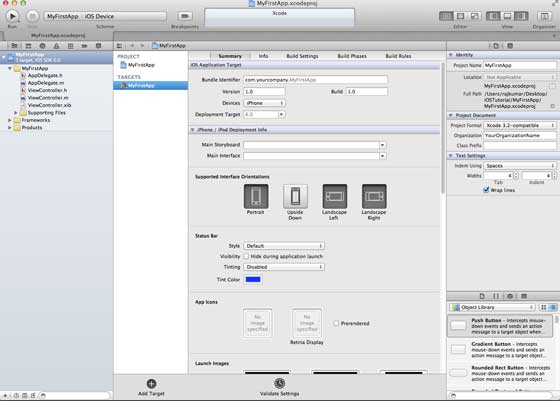 MyFirstApp.xcodeproj
MyFirstApp
iOS Device
Xcode
Run
Stop
Scheme
Breakpoints
Editor
View
Organizer
MyFirstApp
MyFirstApp
1 target, iOS SDK 6.0
MyFirstApp
AppDelegate.h
AppDelegate.m
ViewController.h
ViewController.m
ViewController.xib
Supporting Files
Frameworks
Products
PROJECT
MyFirstApp
TARGETS
MyFirstApp
Summary
Info
Build Settings
Build Phases
Build Rules
iOS Application Target
Bundle Identifier
com.yourcompany.MyFirstApp
Version
1.0
Build
1.0
Devices
iPhone
Deployment Target
iPhone / iPod Deployment Info
Main Storyboard
Main Interface
Supported Interface Orientations
Portrait
Upside Down
Landscape Left
Landscape Right
Status Bar
Style
Default
Visibility
Hide during application launch
Tinting
Disabled
Tint Color
App Icons
No image specified
No image specified
Prerendered
Retina Display
Launch Images
Add Target
Validate Settings
Identity
Project Name
MyFirstApp
Location
Not Applicable
MyFirstApp.xcodeproj
Full Path
/Users/rajkumar/Desktop/
iOSTutorial/MyFirstApp/
MyFirstApp.xcodeproj
Project Document
Project Format
Xcode 3.2-compatible
Organization
YourOrganizationName
Class Prefix
Text Settings
Indent Using
Spaces
Widths
4
4
Tab
Indent
Wrap lines
Object Library
Push Button - Intercepts mouse-
down events and sends an action
message to a target object when...
Gradient Button - Intercepts
mouse-down events and sends an
action message to a target object...
Rounded Rect Button - Intercepts
mouse-down events and sends an
action message to a target object...